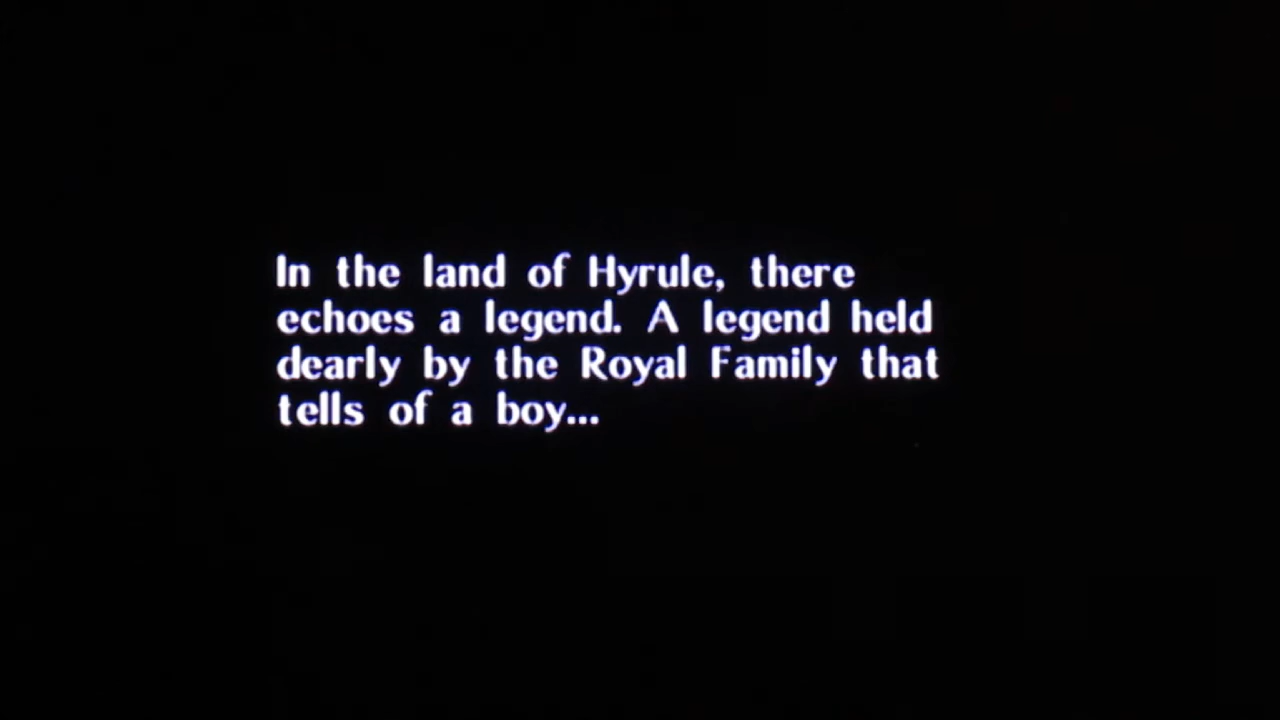 In the land of Hyrule, there
echoes a legend. A legend held
dearly by the Royal Family that
tells of a boy...